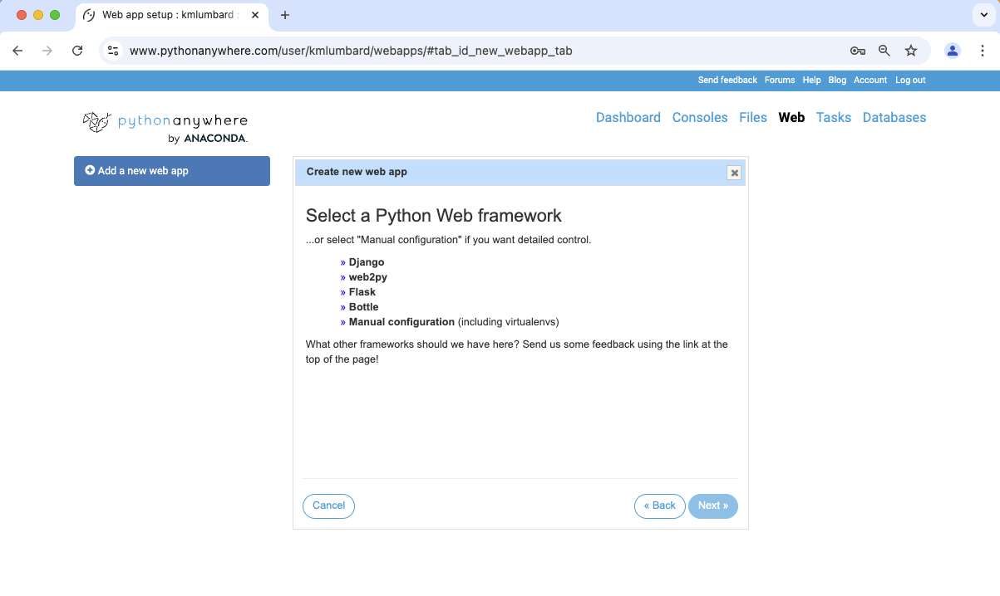 Web app setup : kmlumbard :
www.pythonanywhere.com/user/kmlumbard/webapps/#tab_id_new_webapp_tab
Send feedback Forums Help Blog Account Log out
pythonanywhere
by ANACONDA.
Dashboard Consoles Files Web Tasks Databases
Add a new web app
Create new web app
Select a Python Web framework
...or select "Manual configuration" if you want detailed control.
» Django
» web2py
» Flask
» Bottle
» Manual configuration (including virtualenvs)
What other frameworks should we have here? Send us some feedback using the link at the
top of the page!
Cancel
« Back
Next »